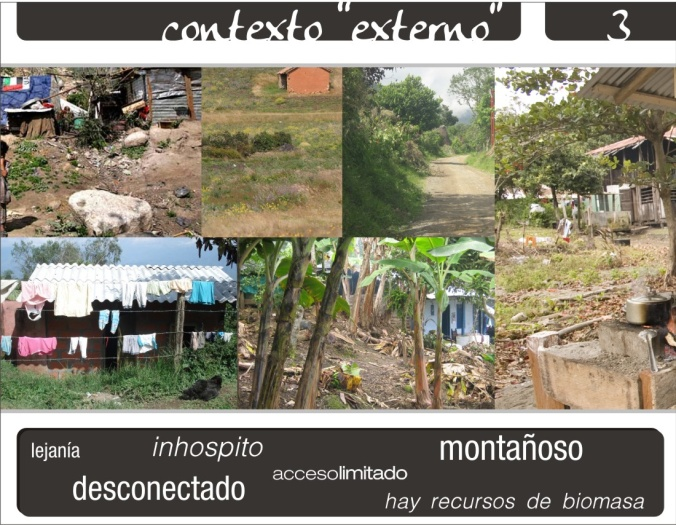 contexto "externo"
3
lejanía
inhospito
montañoso
desconectado
accesolimitado
hay recursos de biomasa